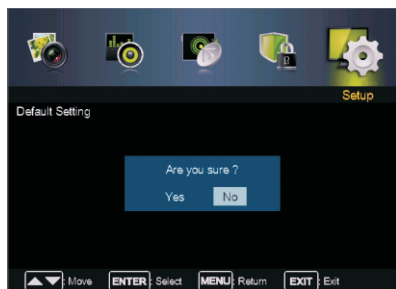 Setup
Default Setting
Are you sure ?
Yes No
▲▼: Move ENTER: Select MENU: Return EXIT: Exit